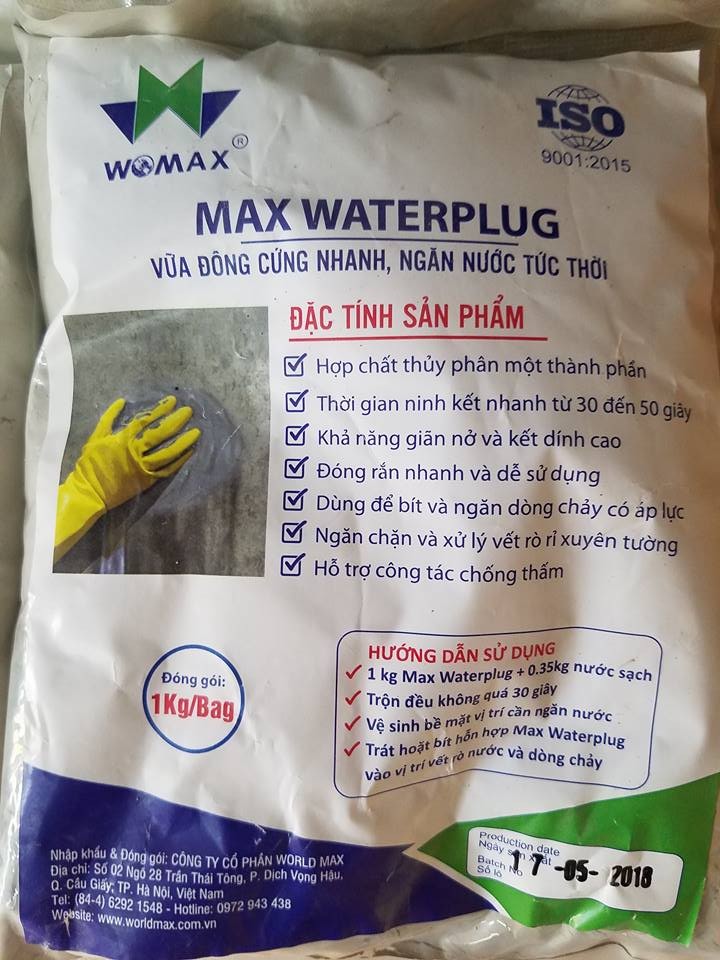 WOMAX ®
ISO
9001:2015
MAX WATERPLUG
VỮA ĐÔNG CỨNG NHANH, NGĂN NƯỚC TỨC THỜI
ĐẶC TÍNH SẢN PHẨM
Hợp chất thủy phân một thành phần
Thời gian ninh kết nhanh từ 30 đến 50 giây
Khả năng giãn nở và kết dính cao
Đóng rắn nhanh và dễ sử dụng
Dùng để bít và ngăn dòng chảy có áp lực
Ngăn chặn và xử lý vết rò rỉ xuyên tường
Hỗ trợ công tác chống thấm
Đóng gói:
1Kg/Bag
HƯỚNG DẪN SỬ DỤNG
1 kg Max Waterplug + 0.35kg nước sạch
Trộn đều không quá 30 giây
Vệ sinh bề mặt vị trí cần ngăn nước
Trát hoặt bít hỗn hợp Max Waterplug
vào vị trí vết rò nước và dòng chảy
Nhập khẩu & Đóng gói: CÔNG TY CỔ PHẦN WORLD MAX
Địa chỉ: Số 02 Ngõ 28 Trần Thái Tông, P. Dịch Vọng Hậu,
Q. Cầu Giấy, TP. Hà Nội, Việt Nam
Tel: (84-4) 6292 1548 - Hotline: 0972 943 438
Website: www.worldmax.com.vn
Production date
Ngày sản xuất
Batch No
Số lô
17-05-2018